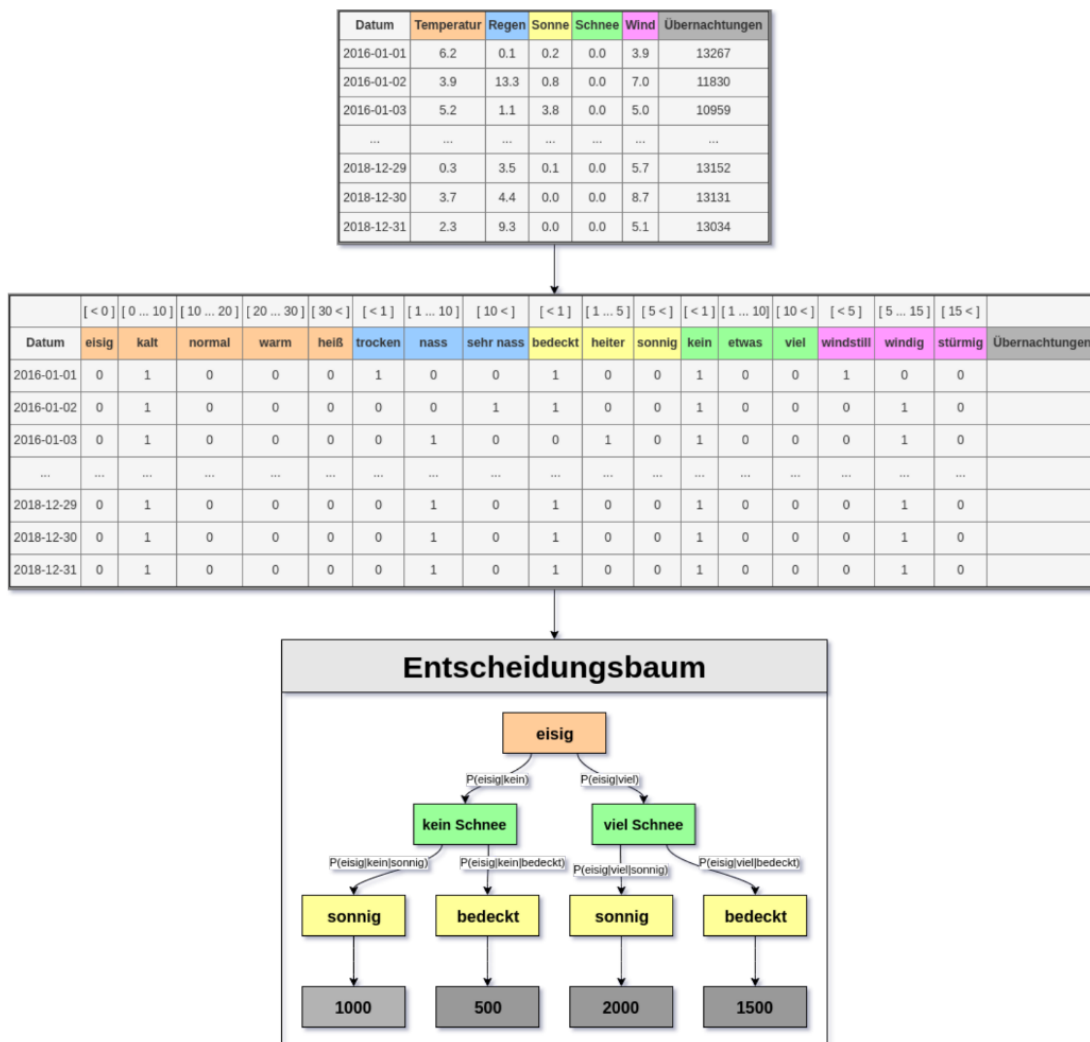 Datum Temperatur Regen Sonne Schnee Wind Übernachtungen
2016-01-01 6.2 0.1 0.2 0.0 3.9 13267
2016-01-02 3.9 13.3 0.8 0.0 7.0 11830
2016-01-03 5.2 1.1 3.8 0.0 5.0 10959
... ... ... ... ... ... ...
2018-12-29 0.3 3.5 0.1 0.0 5.7 13152
2018-12-30 3.7 4.4 0.0 0.0 8.7 13131
2018-12-31 2.3 9.3 0.0 0.0 5.1 13034
[ < 0 ] [ 0 ... 10 ] [ 10 ... 20 ] [ 20 ... 30 ] [ 30 < ] [ < 1 ] [ 1 ... 10 ] [ 10 < ] [ < 1 ] [ 1 ... 5 ] [ 5 < ] [ < 1 ] [ 1 ... 10] [ 10 < ] [ < 5 ] [ 5 ... 15 ] [ 15 < ]
Datum eisig kalt normal warm heiß trocken nass sehr nass bedeckt heiter sonnig kein etwas viel windstill windig stürmig Übernachtungen
2016-01-01 0 1 0 0 0 1 0 0 1 0 0 1 0 0 1 0 0
2016-01-02 0 1 0 0 0 0 0 1 1 0 0 1 0 0 0 1 0
2016-01-03 0 1 0 0 0 0 1 0 0 1 0 1 0 0 0 1 0
... ... ... ... ... ... ... ... ... ... ... ... ... ... ... ... ... ...
2018-12-29 0 1 0 0 0 0 1 0 1 0 0 1 0 0 0 1 0
2018-12-30 0 1 0 0 0 0 1 0 1 0 0 1 0 0 0 1 0
2018-12-31 0 1 0 0 0 0 1 0 1 0 0 1 0 0 0 1 0
Entscheidungsbaum
eisig
P(eisig|kein) P(eisig|viel)
kein Schnee viel Schnee
P(eisig|kein|sonnig) P(eisig|kein|bedeckt) P(eisig|viel|sonnig) P(eisig|viel|bedeckt)
sonnig bedeckt sonnig bedeckt
1000 500 2000 1500